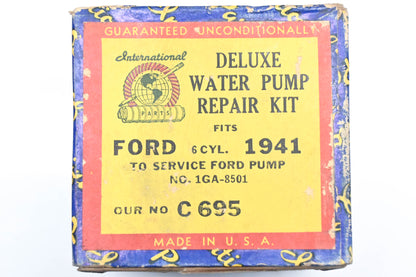 GUARANTEED UNCONDITIONALLY
International
PARTS
DELUXE
WATER PUMP
REPAIR KIT
FITS
FORD 6 CYL. 1941
TO SERVICE FORD PUMP
NO. 1GA-8501
OUR NO C 695
MADE IN U. S. A.